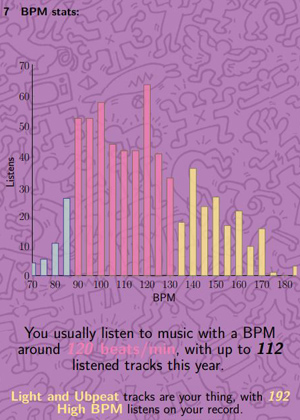 7 BPM stats:
70
60
50
40
30
20
10
0
Listens
70 80 90 100 110 120 130 140 150 160 170 180
BPM
You usually listen to music with a BPM
around 120 beats/min, with up to 112
listened tracks this year.
Light and Ubpeat tracks are your thing, with 192
High BPM listens on your record.